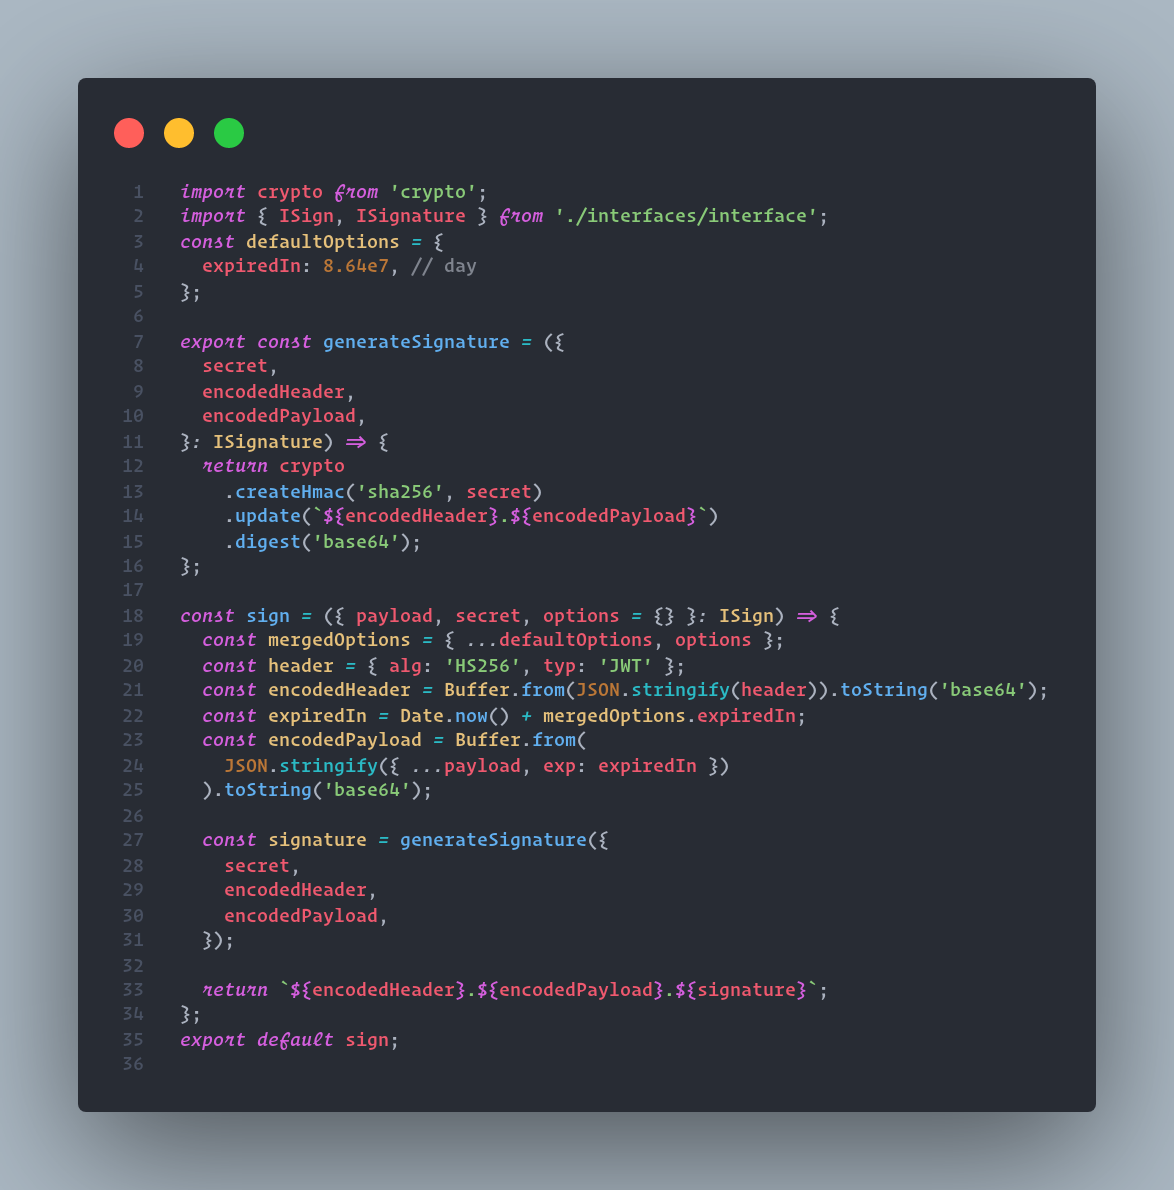 1 import crypto from 'crypto';
2 import { ISign, ISignature } from './interfaces/interface';
3 const defaultOptions = {
4   expiredIn: 8.64e7, // day
5 };
6
7 export const generateSignature = ({
8   secret,
9   encodedHeader,
10   encodedPayload,
11 }: ISignature) => {
12   return crypto
13     .createHmac('sha256', secret)
14     .update(`${encodedHeader}.${encodedPayload}`)
15     .digest('base64');
16 };
17
18 const sign = ({ payload, secret, options = {} }: ISign) => {
19   const mergedOptions = { ...defaultOptions, options };
20   const header = { alg: 'HS256', typ: 'JWT' };
21   const encodedHeader = Buffer.from(JSON.stringify(header)).toString('base64');
22   const expiredIn = Date.now() + mergedOptions.expiredIn;
23   const encodedPayload = Buffer.from(
24     JSON.stringify({ ...payload, exp: expiredIn })
25   ).toString('base64');
26
27   const signature = generateSignature({
28     secret,
29     encodedHeader,
30     encodedPayload,
31   });
32
33   return `${encodedHeader}.${encodedPayload}.${signature}`;
34 };
35 export default sign;
36